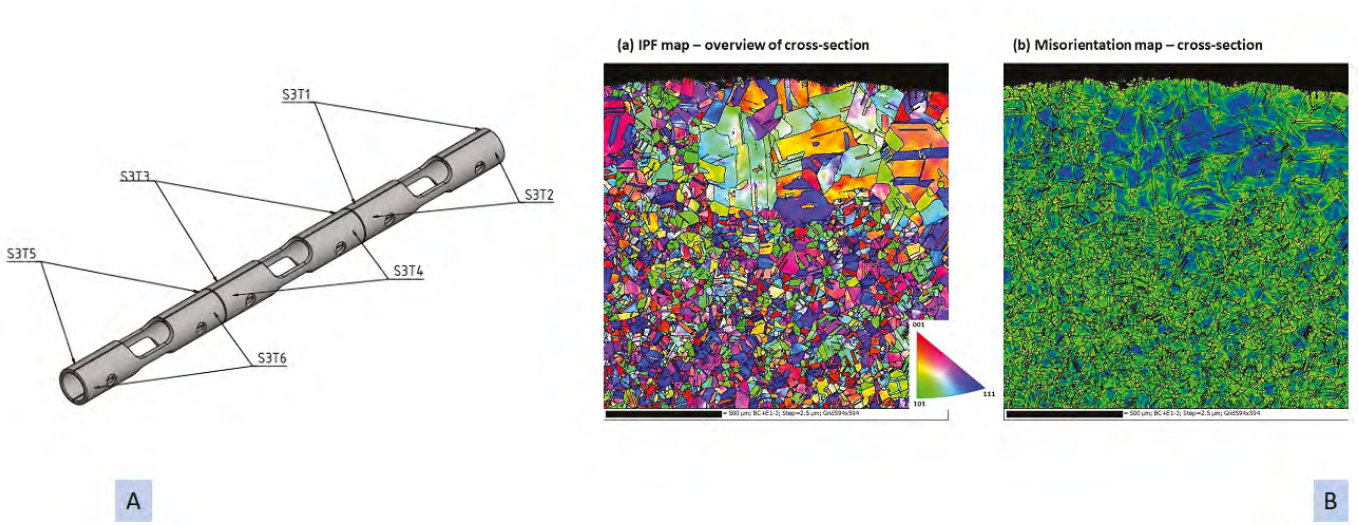 S3T1
S3T3
S3T2
S3T5
S3T4
S3T6
A
(a) IPF map – overview of cross-section
001
101
111
= 500 µm; BC+E1-3; Step=2.5 µm; Grid594x594
(b) Misorientation map – cross-section
= 500 µm; BC+E1-3; Step=2.5 µm; Grid594x594
B